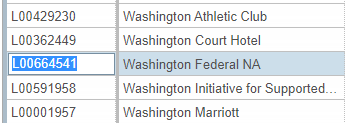 L00429230 Washington Athletic Club
L00362449 Washington Court Hotel
L00664541 Washington Federal NA
L00591958 Washington Initiative for Supported...
L00001957 Washington Marriott